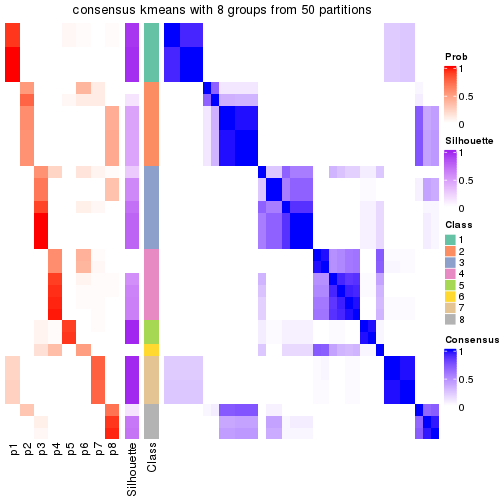 consensus kmeans with 8 groups from 50 partitions
Prob
1
0.5
0
Silhouette
1
0.5
0
Class
1
2
3
4
5
6
7
8
Consensus
1
0.5
0
p1
p2
p3
p4
p5
p6
p7
p8
Silhouette
Class